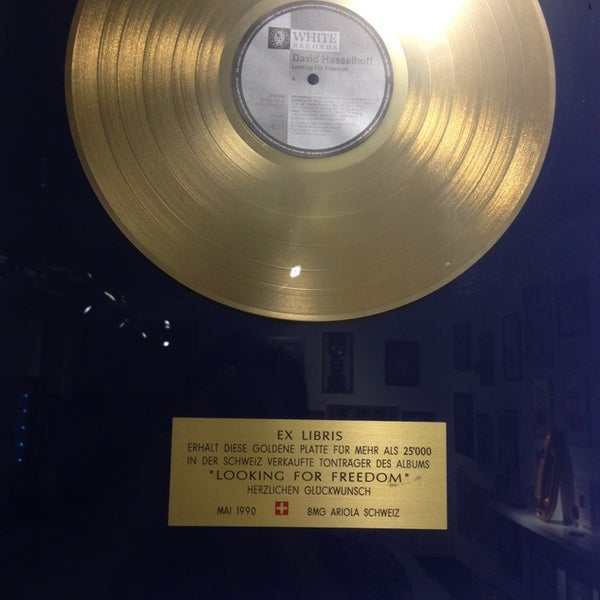 WHITE
RECORDS
David Hasselhoff
Looking For Freedom
A
EX LIBRIS
ERHÄLT DIESE GOLDENE PLATTE FÜR MEHR ALS 25'000
IN DER SCHWEIZ VERKAUFTE TONTRÄGER DES ALBUMS
"LOOKING FOR FREEDOM"
HERZLICHEN GLÜCKWUNSCH
MAI 1990 BMG ARIOLA SCHWEIZ